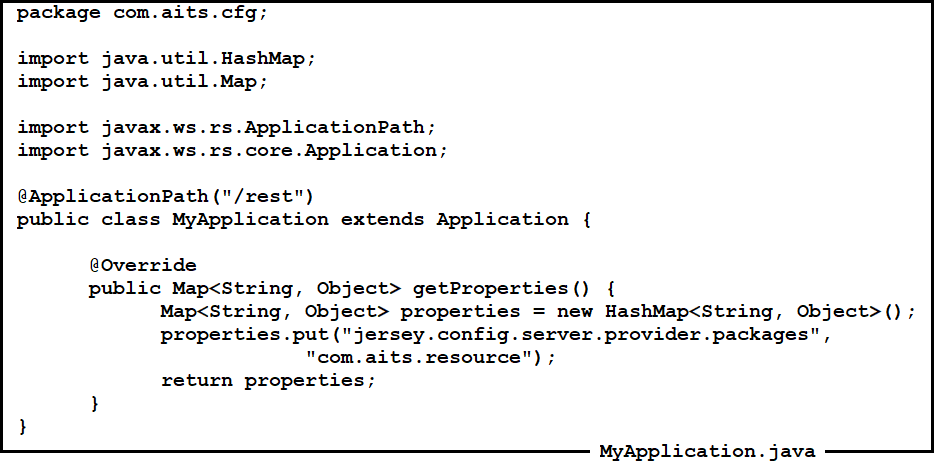 package com.aits.cfg;
import java.util.HashMap;
import java.util.Map;
import javax.ws.rs.ApplicationPath;
import javax.ws.rs.core.Application;
@ApplicationPath("/rest")
public class MyApplication extends Application {
@Override
public Map<String, Object> getProperties() {
Map<String, Object> properties = new HashMap<String, Object>();
properties.put("jersey.config.server.provider.packages",
"com.aits.resource");
return properties;
}
}
MyApplication.java